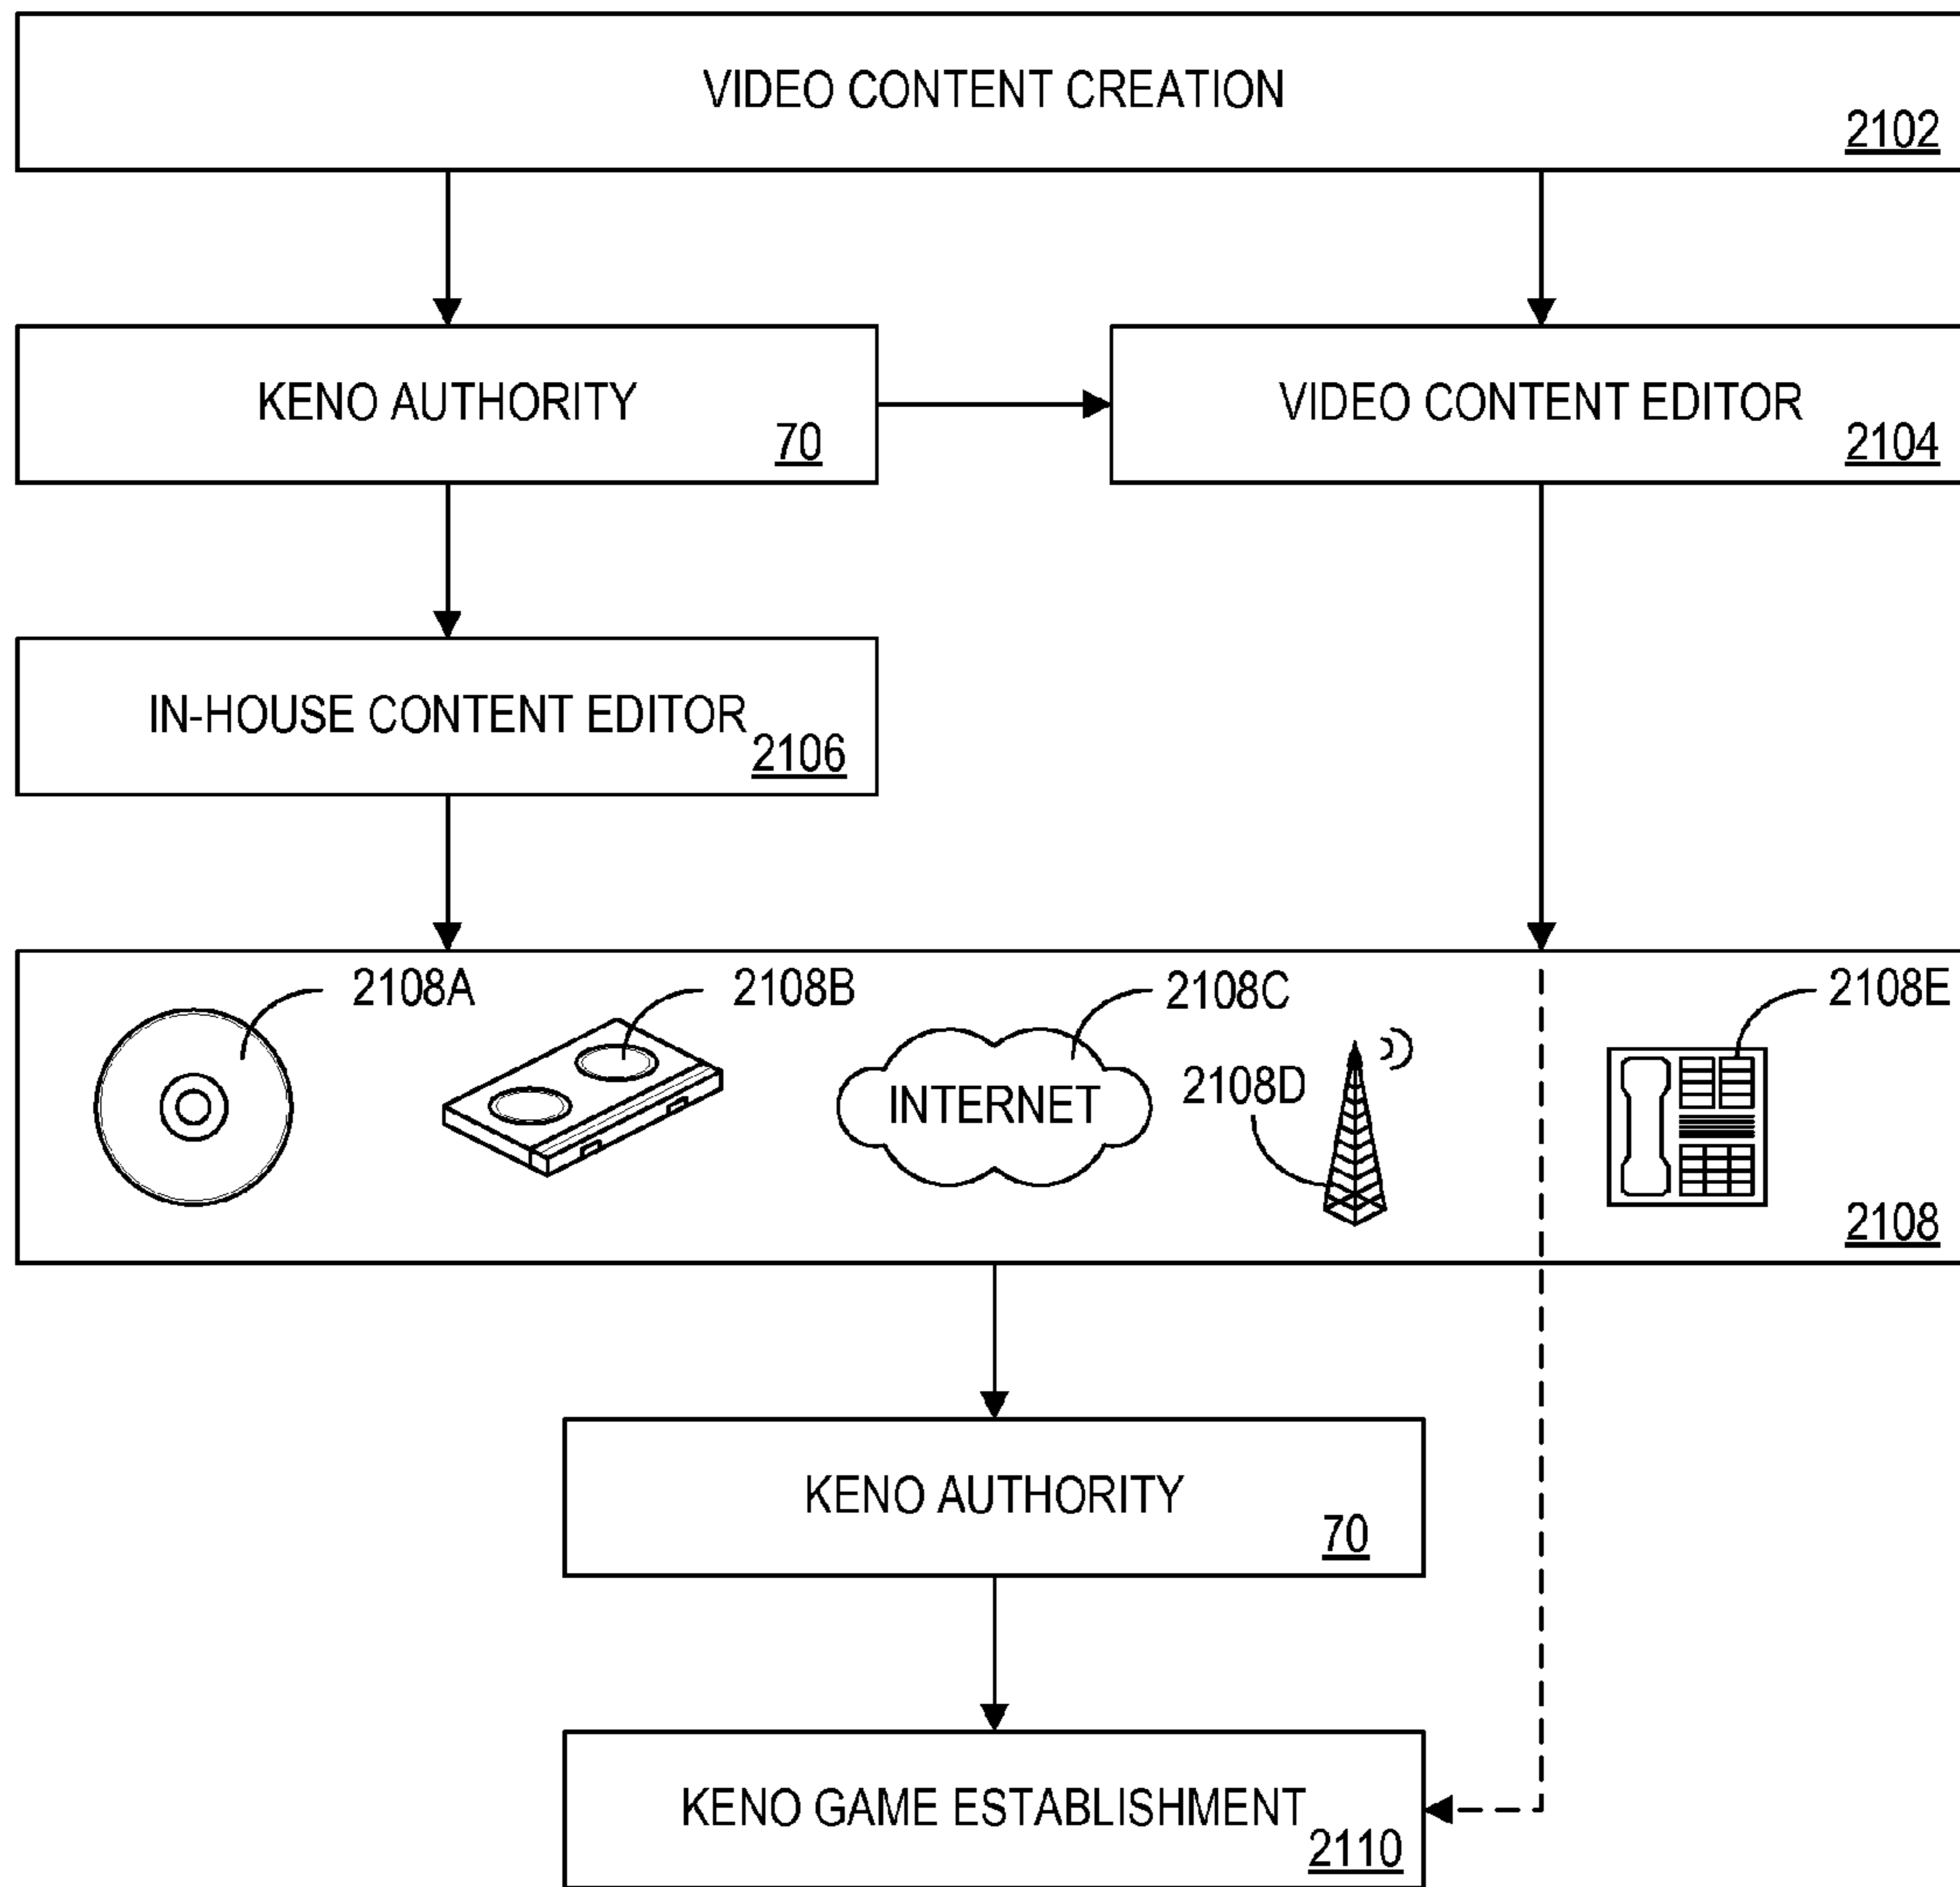 VIDEO CONTENT CREATION
2102
KENO AUTHORITY
70
VIDEO CONTENT EDITOR
2104
IN-HOUSE CONTENT EDITOR
2106
2108A
2108B
2108C
2108E
INTERNET
2108D
2108
KENO AUTHORITY
70
KENO GAME ESTABLISHMENT
2110